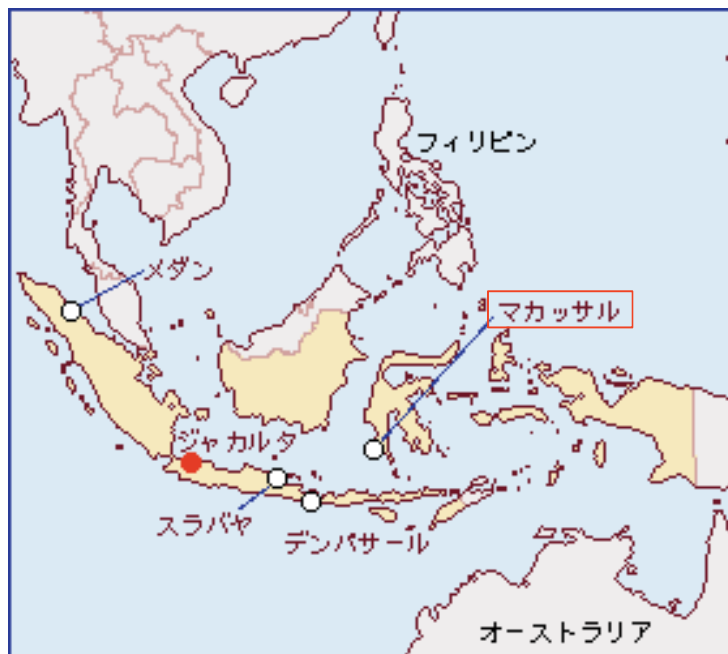 フィリピン
メダン
マカッサル
ジャカルタ
スラバヤ
デンパサール
オーストラリア